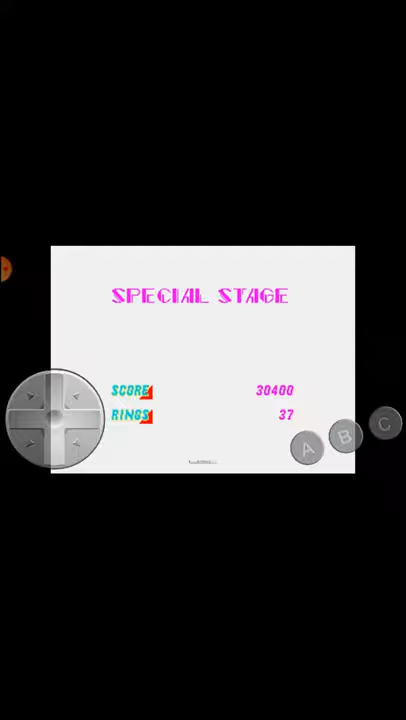 SPECIAL STAGE
SCORE 30400
RINGS 37
A
B
C